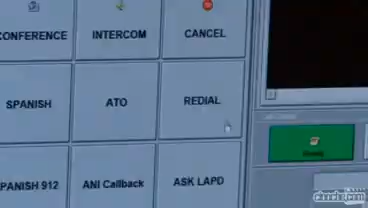 CONFERENCE INTERCOM CANCEL
SPANISH ATO REDIAL
PANISH 912 ANI Callback ASK LAPD